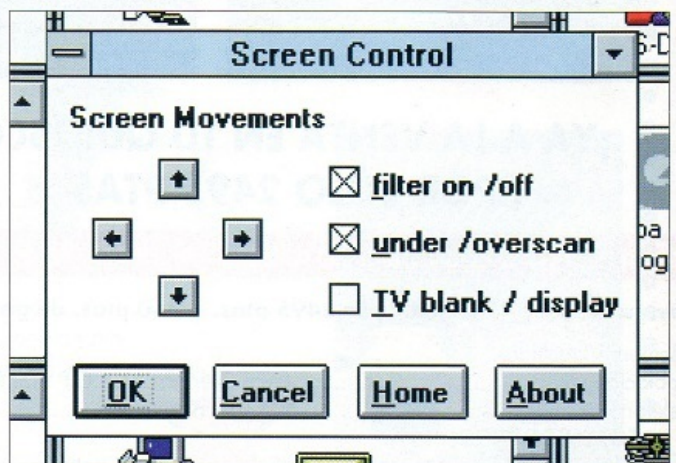 Screen Control
S-D
Screen Movements
filter on /off
under /overscan
TV blank / display
OK
Cancel
Home
About